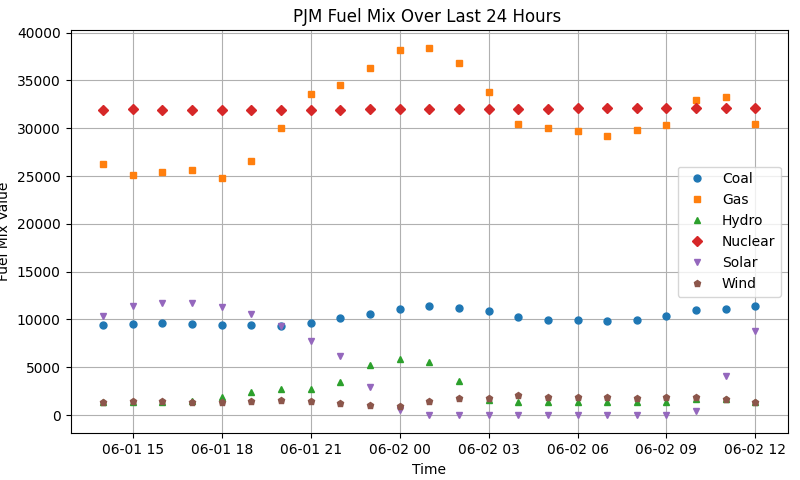 PJM Fuel Mix Over Last 24 Hours
40000
35000
30000
25000
20000
15000
10000
5000
0
Fuel Mix Value
Coal
Gas
Hydro
Nuclear
Solar
Wind
06-01 15
06-01 18
06-01 21
06-02 00
06-02 03
06-02 06
06-02 09
06-02 12
Time